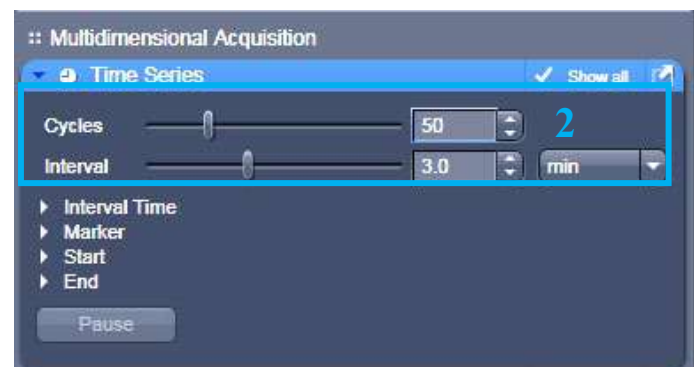 Multidimensional Acquisition
Time Series Show all
Cycles 50 2
Interval 3.0 min
Interval Time
Marker
Start
End
Pause